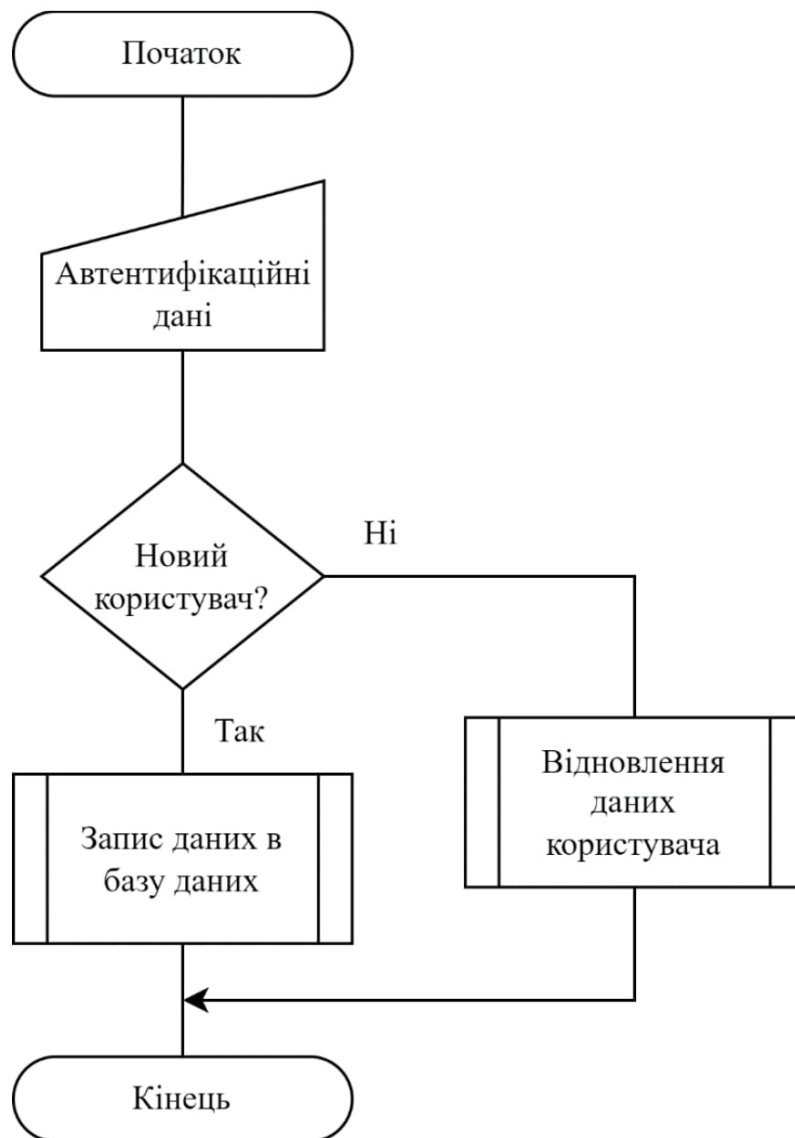 Початок
Автентифікаційні
дані
Новий
користувач?
Ні
Так
Відновлення
даних
користувача
Запис даних в
базу даних
Кінець